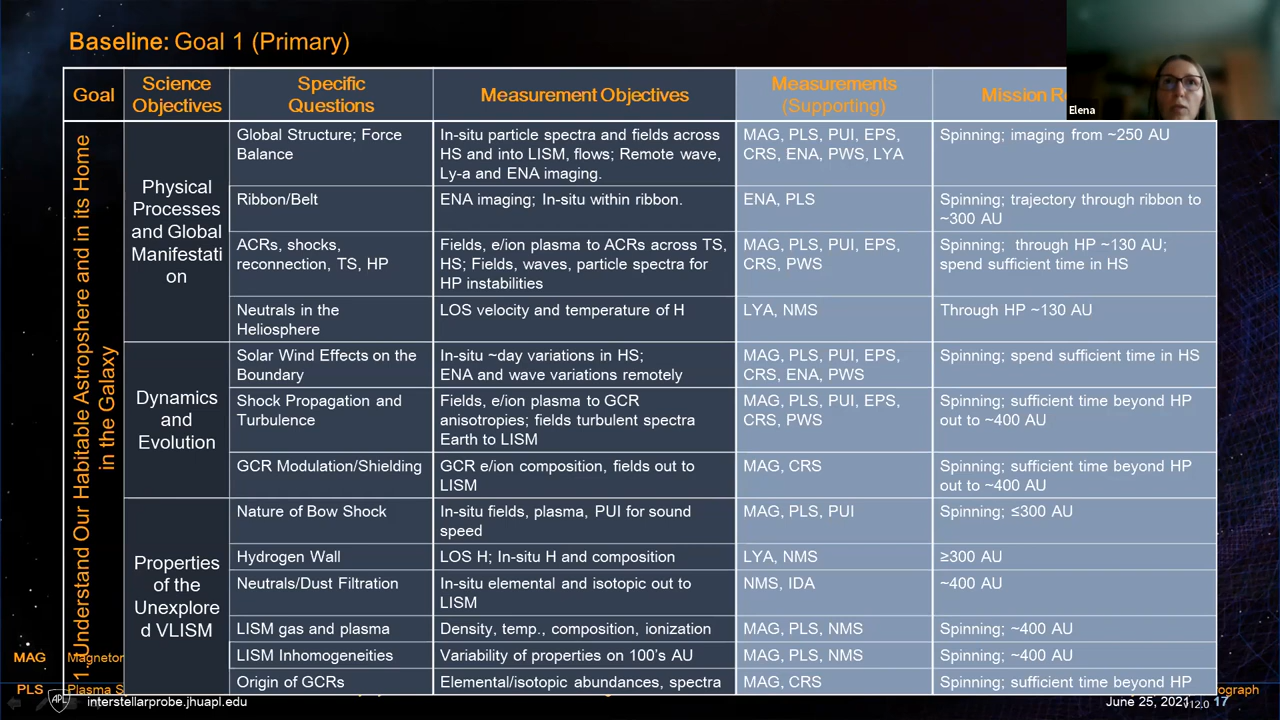 Baseline: Goal 1 (Primary)
Elena
Goal
Science
Objectives
Specific
Questions
Measurement Objectives
Measurements
(Supporting)
Mission
1. Understand Our Habitable Astropshere and in its Home
in the Galaxy
Physical
Processes
and Global
Manifestati
on
Global Structure; Force
Balance
In-situ particle spectra and fields across
HS and into LISM, flows; Remote wave,
Ly-a and ENA imaging.
MAG, PLS, PUI, EPS,
CRS, ENA, PWS, LYA
Spinning; imaging from ~250 AU
Ribbon/Belt
ENA imaging; In-situ within ribbon.
ENA, PLS
Spinning; trajectory through ribbon to
~300 AU
ACRs, shocks,
reconnection, TS, HP
Fields, e/ion plasma to ACRs across TS,
HS; Fields, waves, particle spectra for
HP instabilities
MAG, PLS, PUI, EPS,
CRS, PWS
Spinning; through HP ~130 AU;
spend sufficient time in HS
Neutrals in the
Heliosphere
LOS velocity and temperature of H
LYA, NMS
Through HP ~130 AU
Dynamics
and
Evolution
Solar Wind Effects on the
Boundary
In-situ ~day variations in HS;
ENA and wave variations remotely
MAG, PLS, PUI, EPS,
CRS, ENA, PWS
Spinning; spend sufficient time in HS
Shock Propagation and
Turbulence
Fields, e/ion plasma to GCR
anisotropies; fields turbulent spectra
Earth to LISM
MAG, PLS, PUI, EPS,
CRS, PWS
Spinning; sufficient time beyond HP
out to ~400 AU
GCR Modulation/Shielding
GCR e/ion composition, fields out to
LISM
MAG, CRS
Spinning; sufficient time beyond HP
out to ~400 AU
Properties
of the
Unexplore
d VLISM
Nature of Bow Shock
In-situ fields, plasma, PUI for sound
speed
MAG, PLS, PUI
Spinning; ≤300 AU
Hydrogen Wall
LOS H; In-situ H and composition
LYA, NMS
≥300 AU
Neutrals/Dust Filtration
In-situ elemental and isotopic out to
LISM
NMS, IDA
~400 AU
LISM gas and plasma
Density, temp., composition, ionization
MAG, PLS, NMS
Spinning; ~400 AU
LISM Inhomogeneities
Variability of properties on 100's AU
MAG, PLS, NMS
Spinning; ~400 AU
Origin of GCRs
Elemental/isotopic abundances, spectra
MAG, CRS
Spinning; sufficient time beyond HP
MAG Magnetom
PLS Plasma S
ograph
APL
interstellarprobe.jhuapl.edu
June 25, 2021
V12.0 17